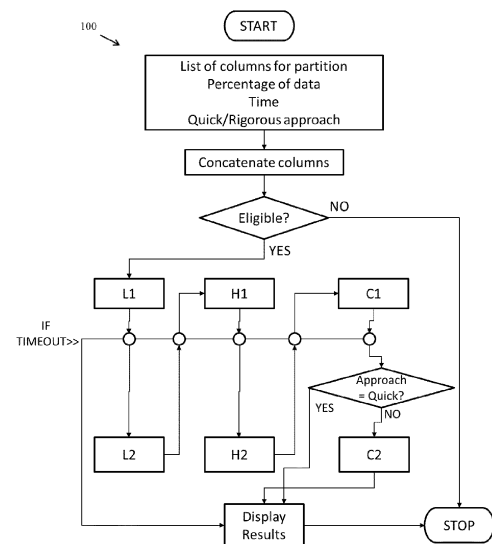 100
START
List of columns for partition
Percentage of data
Time
Quick/Rigorous approach
Concatenate columns
Eligible?
NO
YES
L1
H1
C1
IF
TIMEOUT>>
Approach
= Quick?
YES
NO
L2
H2
C2
Display
Results
STOP